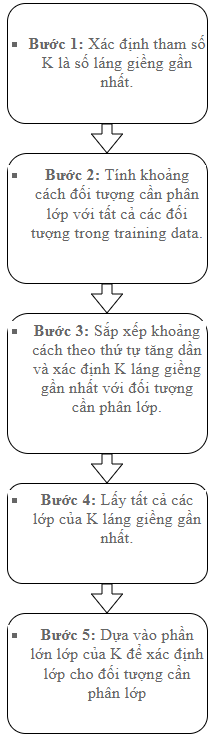 ▪ Bước 1: Xác định tham số
K là số láng giềng gần
nhất.
▪ Bước 2: Tính khoảng
cách đối tượng cần phân
lớp với tất cả các đối
tượng trong training data.
▪ Bước 3: Sắp xếp khoảng
cách theo thứ tự tăng dần
và xác định K láng giềng
gần nhất với đối tượng
cần phân lớp.
▪ Bước 4: Lấy tất cả các
lớp của K láng giềng gần
nhất.
▪ Bước 5: Dựa vào phần
lớn lớp của K để xác định
lớp cho đối tượng cần
phân lớp